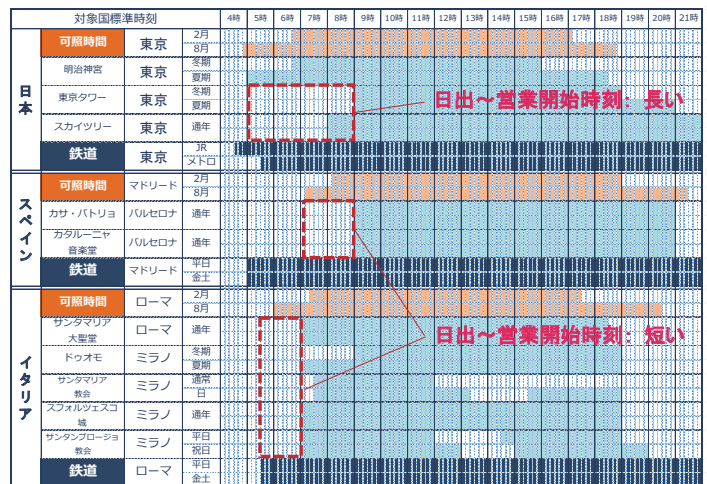 対象国標準時刻 4時 5時 6時 7時 8時 9時 10時 11時 12時 13時 14時 15時 16時 17時 18時 19時 20時 21時
日本
可照時間 東京 2月
8月
明治神宮 東京 冬期
夏期
東京タワー 東京 冬期
夏期
日出～営業開始時刻: 長い
スカイツリー 東京 通年
鉄道 東京 JR
メトロ
スペイン
可照時間 マドリード 2月
8月
カサ・バトリョ バルセロナ 通年
カタルーニャ
音楽堂 バルセロナ 通年
鉄道 マドリード 平日
金土
イタリア
可照時間 ローマ 2月
8月
サンタマリア
大聖堂 ローマ 通年
日出～営業開始時刻: 短い
ドゥオモ ミラノ 冬期
夏期
サンタマリア
教会 ミラノ 通常
日
スフォルツェスコ
城 ミラノ 通年
サンタンブロージョ
教会 ミラノ 平日
祝日
鉄道 ローマ 平日
金土